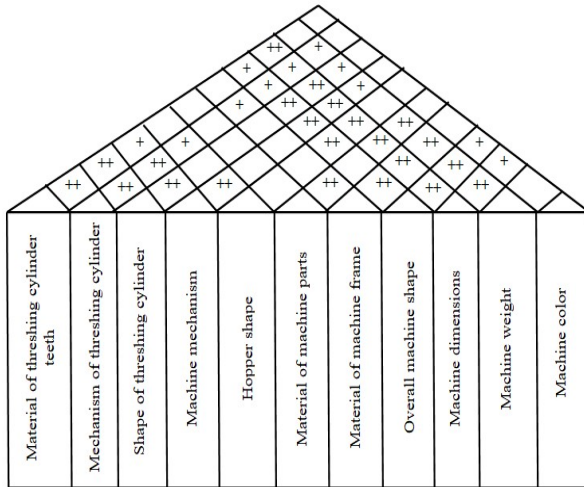 ++ +
+ + +
+ ++ +
+ ++ ++
++ ++ ++
+ + ++ ++ ++ +
++ ++ ++ ++ +
++ ++ ++ ++ ++ ++ ++ ++
Material of threshing cylinder
teeth
Mechanism of threshing cylinder
Shape of threshing cylinder
Machine mechanism
Hopper shape
Material of machine parts
Material of machine frame
Overall machine shape
Machine dimensions
Machine weight
Machine color